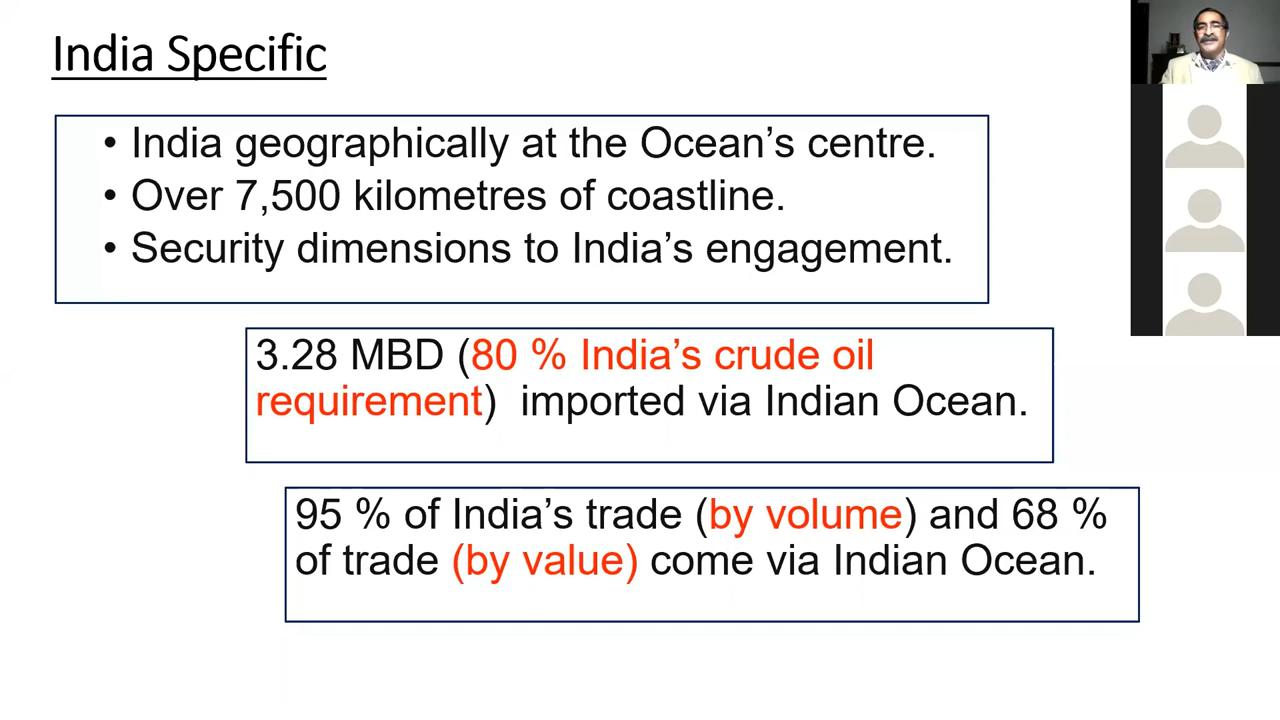 India Specific
• India geographically at the Ocean’s centre.
• Over 7,500 kilometres of coastline.
• Security dimensions to India’s engagement.
3.28 MBD (80 % India’s crude oil
requirement) imported via Indian Ocean.
95 % of India’s trade (by volume) and 68 %
of trade (by value) come via Indian Ocean.